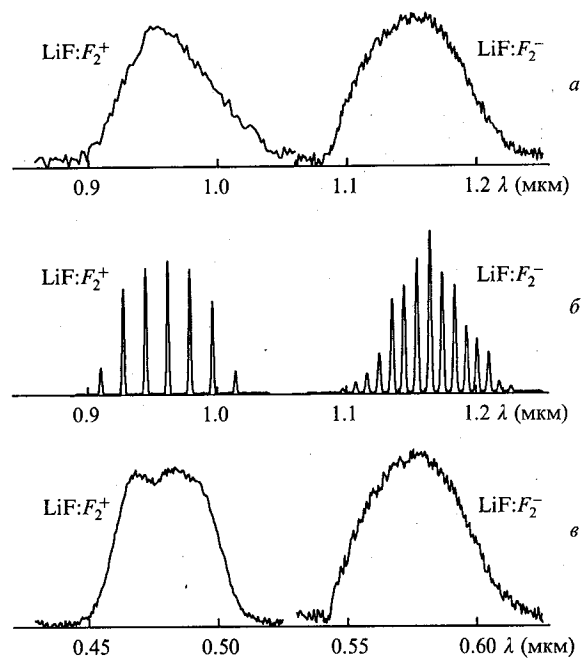 LiF:F₂⁺ LiF:F₂⁻
а
0.9 1.0 1.1 1.2 λ (мкм)
LiF:F₂⁺ LiF:F₂⁻
б
0.9 1.0 1.1 1.2 λ (мкм)
LiF:F₂⁺ LiF:F₂⁻
в
0.45 0.50 0.55 0.60 λ (мкм)